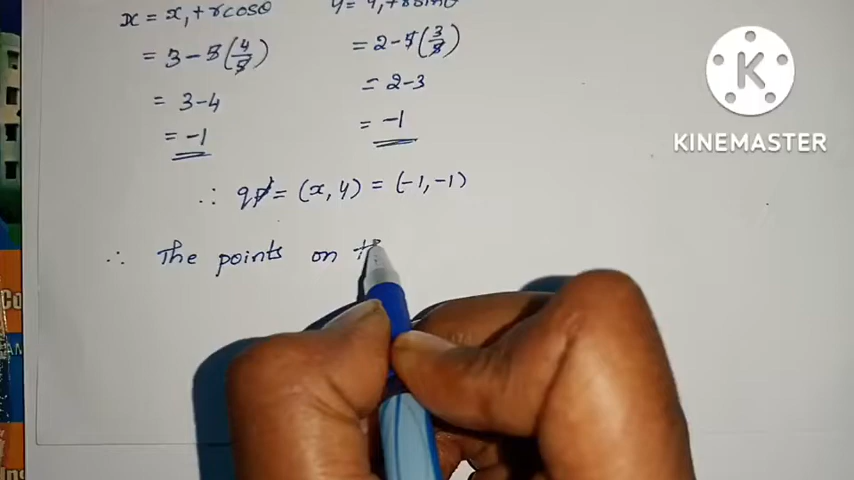 x = x₁ + r cosθ    y = y₁ + r sinθ
= 3 - 5(4/5)    = 2 - 5(3/5)
= 3 - 4    = 2 - 3
= -1    = -1
∴ q = (x, y) = (-1, -1)
∴ The points on
K
KINEMASTER